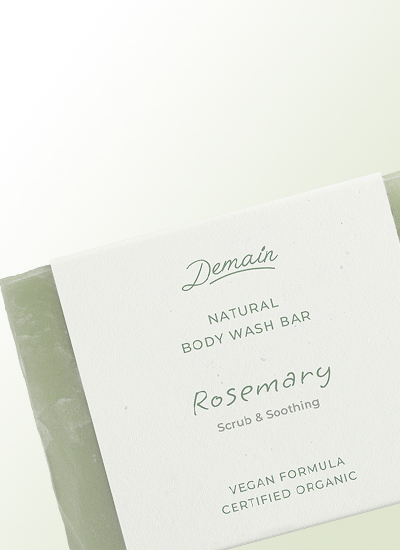 Demain
NATURAL
BODY WASH BAR
Rosemary
Scrub & Soothing
VEGAN FORMULA
CERTIFIED ORGANIC